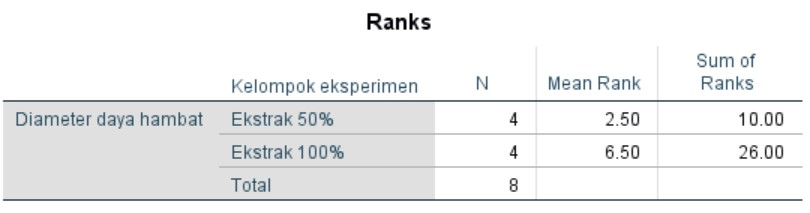 Ranks
Kelompok eksperimen N Mean Rank Sum of Ranks
Diameter daya hambat Ekstrak 50% 4 2.50 10.00
Ekstrak 100% 4 6.50 26.00
Total 8